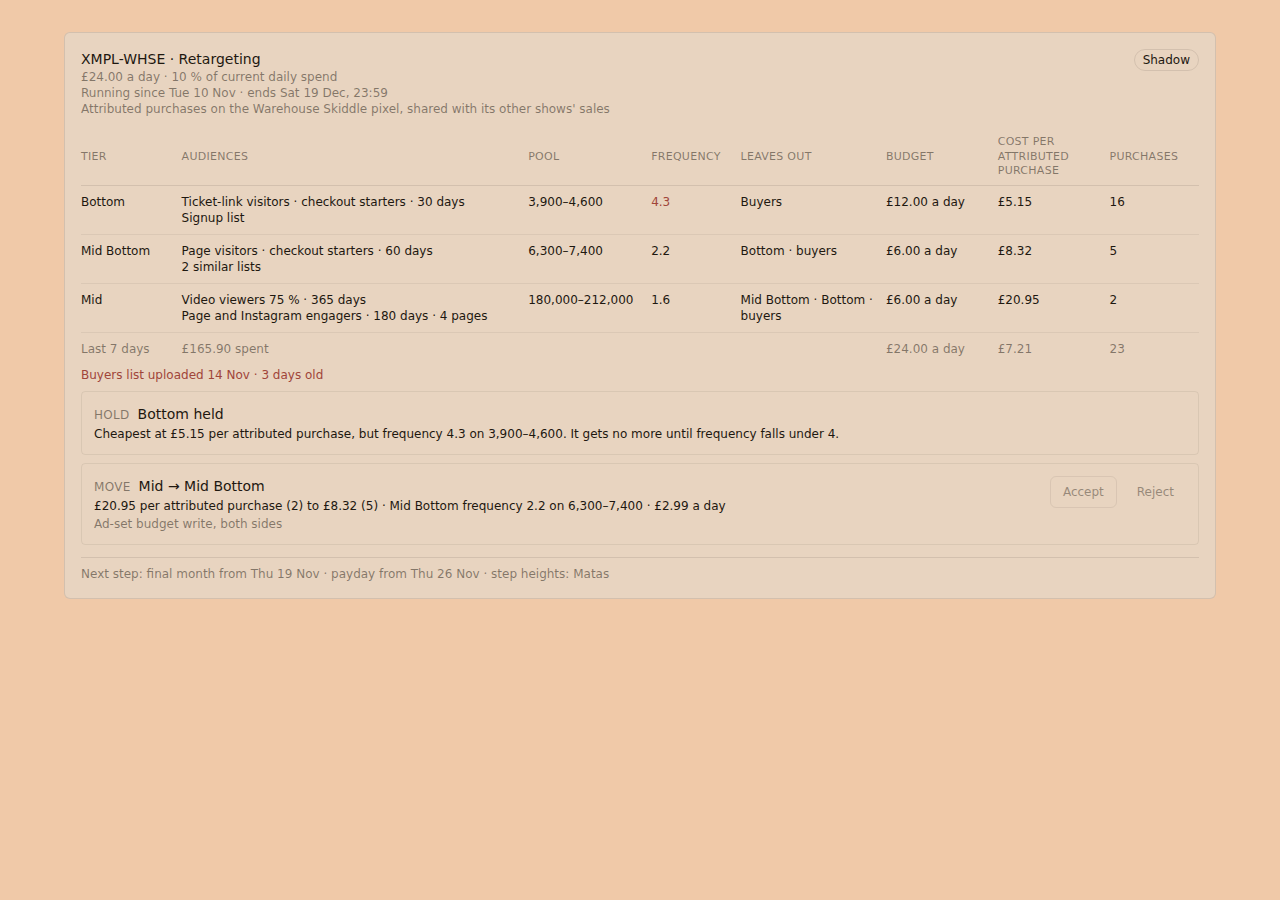 XMPL-WHSE · Retargeting
Shadow
£24.00 a day · 10 % of current daily spend
Running since Tue 10 Nov · ends Sat 19 Dec, 23:59
Attributed purchases on the Warehouse Skiddle pixel, shared with its other shows' sales
TIER AUDIENCES POOL FREQUENCY LEAVES OUT BUDGET COST PER ATTRIBUTED PURCHASE PURCHASES
Bottom Ticket-link visitors · checkout starters · 30 days 3,900–4,600 4.3 Buyers £12.00 a day £5.15 16
Signup list
Mid Bottom Page visitors · checkout starters · 60 days 6,300–7,400 2.2 Bottom · buyers £6.00 a day £8.32 5
2 similar lists
Mid Video viewers 75 % · 365 days 180,000–212,000 1.6 Mid Bottom · Bottom · £6.00 a day £20.95 2
Page and Instagram engagers · 180 days · 4 pages buyers
Last 7 days £165.90 spent £24.00 a day £7.21 23
Buyers list uploaded 14 Nov · 3 days old
HOLD Bottom held
Cheapest at £5.15 per attributed purchase, but frequency 4.3 on 3,900–4,600. It gets no more until frequency falls under 4.
MOVE Mid → Mid Bottom
Accept Reject
£20.95 per attributed purchase (2) to £8.32 (5) · Mid Bottom frequency 2.2 on 6,300–7,400 · £2.99 a day
Ad-set budget write, both sides
Next step: final month from Thu 19 Nov · payday from Thu 26 Nov · step heights: Matas